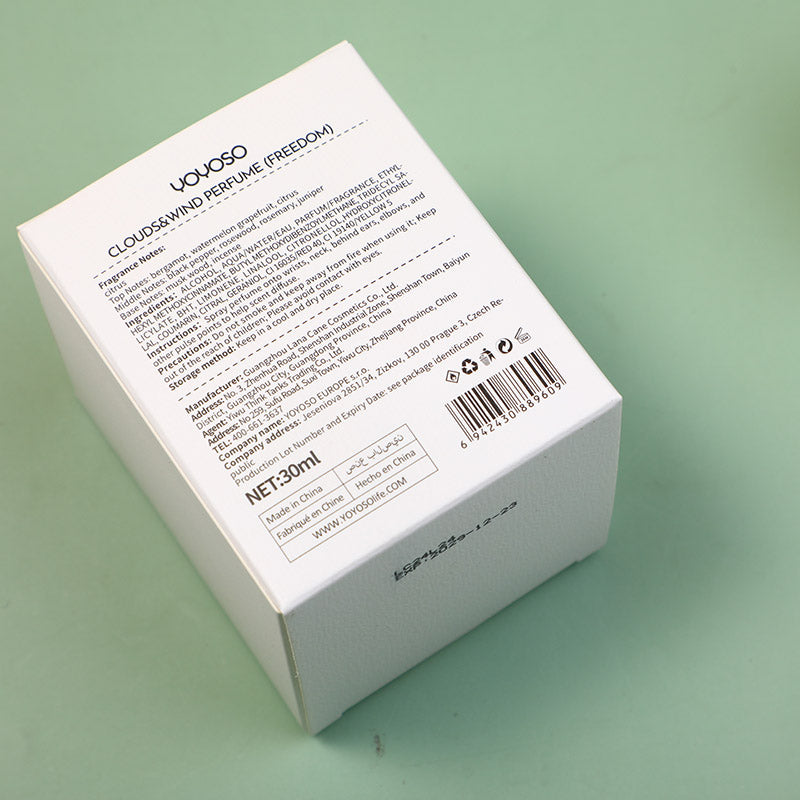 YOYOSO
CLOUDS&WIND PERFUME (FREEDOM)
Fragrance Notes:
Top Notes: bergamot, watermelon grapefruit, citrus
citrus
Middle Notes: black pepper, rosewood, rosemary, juniper
Base Notes: musk wood, incense
Ingredients: ALCOHOL, AQUA/WATER/EAU, PARFUM/FRAGRANCE, ETHYL-
HEXYL METHOXYCINNAMATE, BUTYL METHOXYDIBENZOYLMETHANE, TRIDECYL SA-
LICYLATE, BHT, LIMONENE, LINALOOL, CITRONELLOL, HYDROXYCITRONEL-
LAL, COUMARIN, CITRAL, GERANIOL, CI 16035/RED 40, CI 19140/YELLOW 5
Instructions: Spray perfume onto wrists, neck, behind ears, elbows, and
other pulse points to help scent diffuse.
Precautions: Do not smoke and keep away from fire when using it; Keep
out of the reach of children; Please avoid contact with eyes.
Storage method: Keep in a cool and dry place.
Manufacturer: Guangzhou Lana Cane Cosmetics Co., Ltd.
Address: No. 3, Zhenhua Road, Shenshan Industrial Zone, Shenshan Town, Baiyun
District, Guangzhou City, Guangdong Province, China
Agent: Yiwu Think Tanks Trading Co., Ltd.
Address: No 259, Sufu Road, Suxi Town, Yiwu City, Zhejiang Province, China
TEL: 400-661-3637
Company name: YOYOSO EUROPE s.r.o.
Company address: Jeseniova 2851/34, Zizkov, 130 00 Prague 3, Czech Re-
public
Production Lot Number and Expiry Date: see package identification
NET:30ml
Made in China
صنع بالصين
Fabriqué en Chine
Hecho en China
WWW.YOYOSOlife.COM
6 942430 889609
LC24L24
EXP:2029-12-23